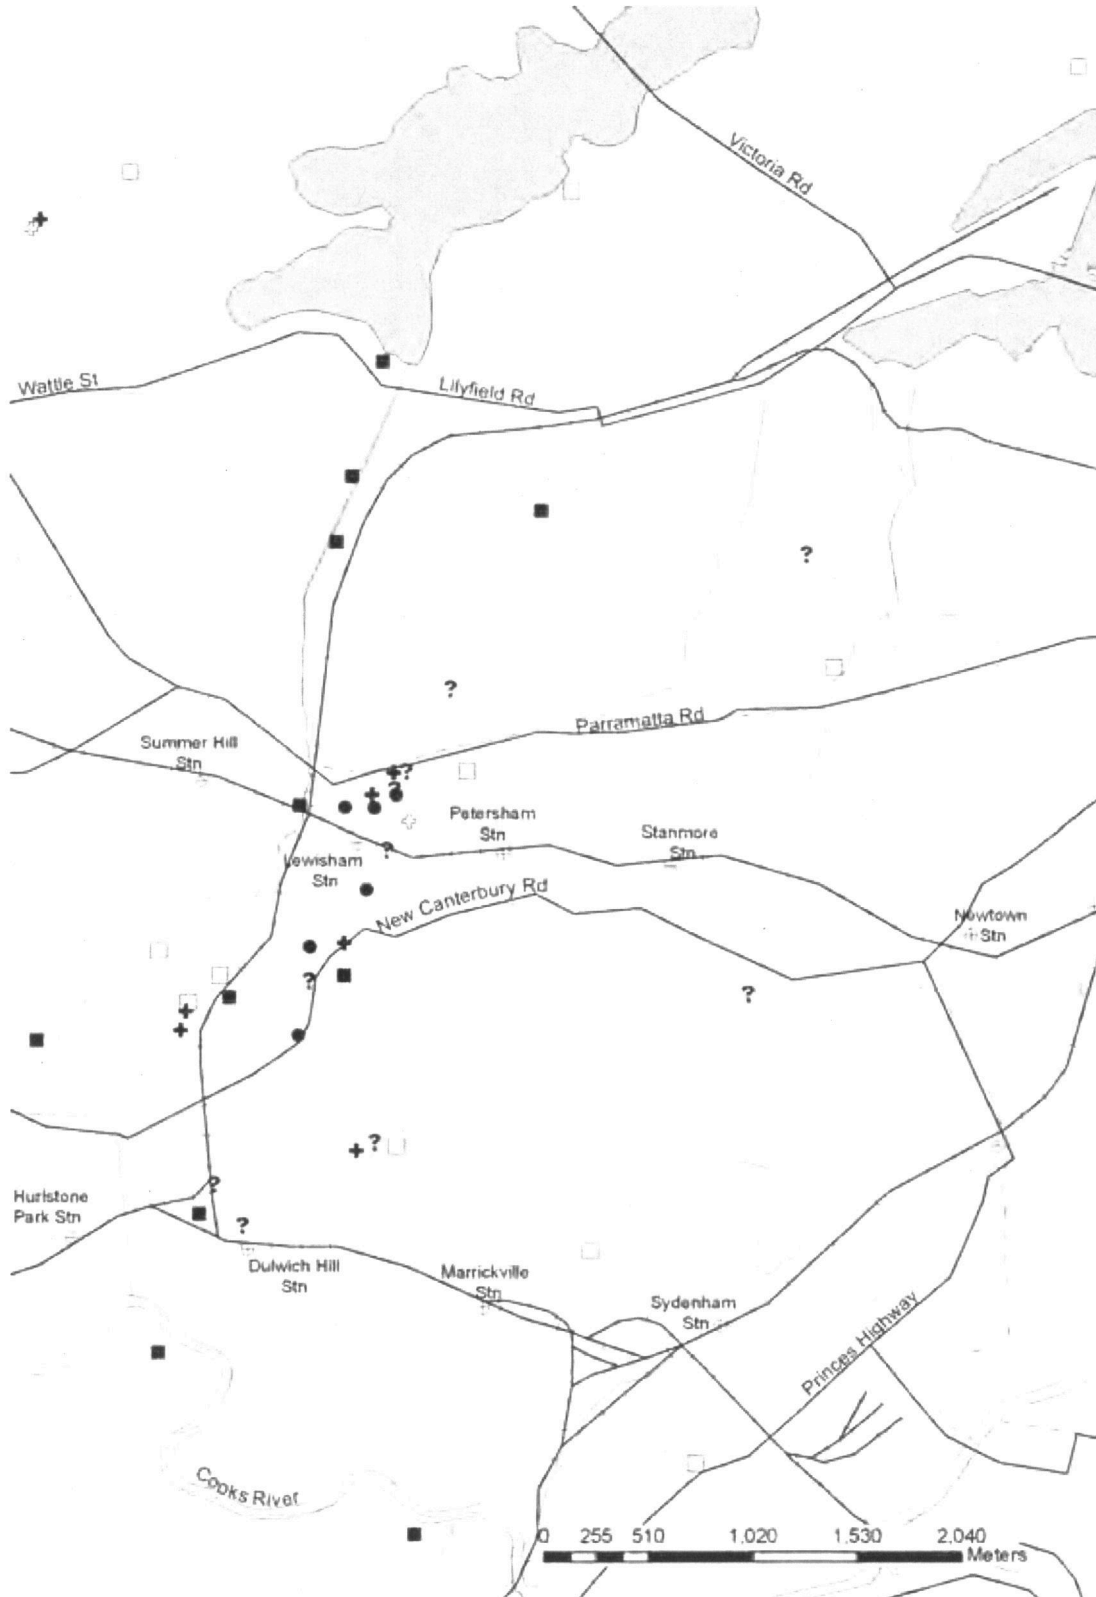 Victoria Rd
Wattle St
Lilyfield Rd
?
?
Parramatta Rd
Summer Hill
Stn
?
?
Petersham
Stn
Stanmore
Stn
?
Lewisham
Stn
New Canterbury Rd
Newtown
Stn
?
?
?
?
Hurlstone
Park Stn
?
Dulwich Hill
Stn
Marrickville
Stn
Sydenham
Stn
Princes Highway
Cooks River
0 255 510 1,020 1,530 2,040
Meters